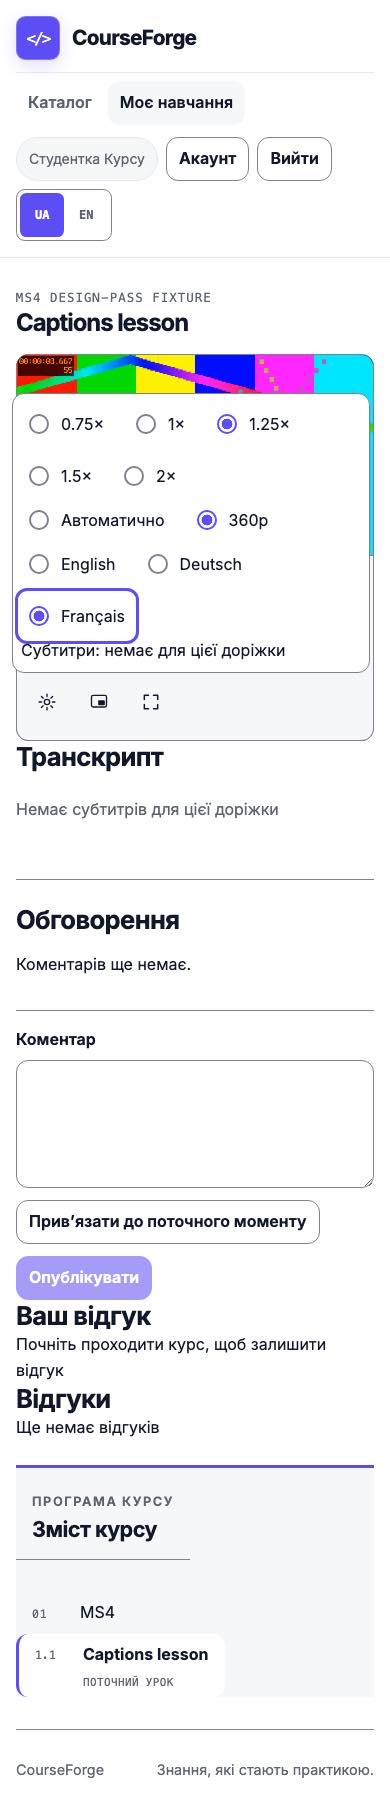 </> CourseForge
Каталог Моє навчання
Студентка Курсу Акаунт Вийти
UA EN
MS4 DESIGN-PASS FIXTURE
Captions lesson
00:00:03.667
55
0.75× 1× 1.25×
1.5× 2×
Автоматично 360p
English Deutsch
Français
Субтитри: немає для цієї доріжки
Транскрипт
Немає субтитрів для цієї доріжки
Обговорення
Коментарів ще немає.
Коментар
Прив’язати до поточного моменту
Опублікувати
Ваш відгук
Почніть проходити курс, щоб залишити
відгук
Відгуки
Ще немає відгуків
ПРОГРАМА КУРСУ
Зміст курсу
01 MS4
1.1 Captions lesson
ПОТОЧНИЙ УРОК
CourseForge Знання, які стають практикою.